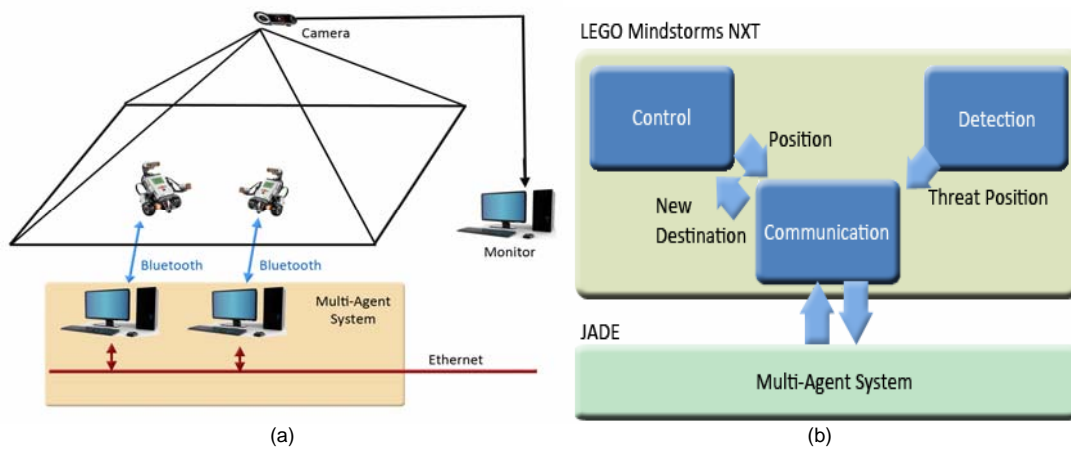 Camera
Monitor
Bluetooth
Bluetooth
Multi-Agent
System
Ethernet
(a)
LEGO Mindstorms NXT
Control
Detection
Position
New
Destination
Threat Position
Communication
JADE
Multi-Agent System
(b)